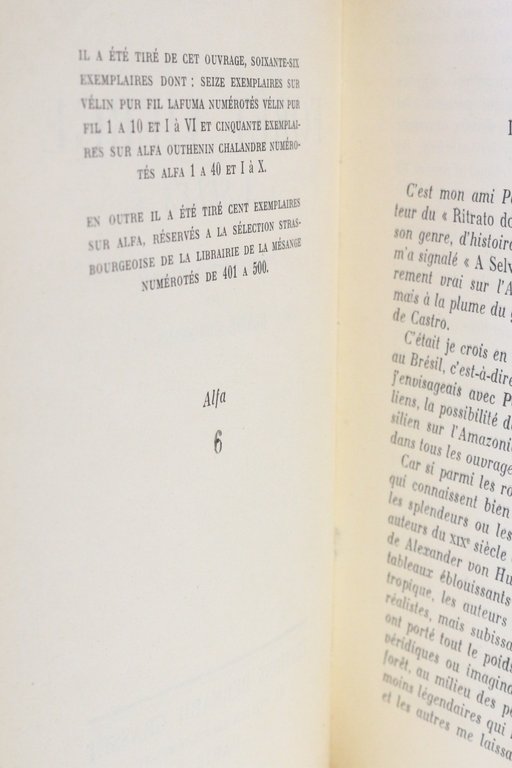 IL A ÉTÉ TIRÉ DE CET OUVRAGE, SOIXANTE-SIX
EXEMPLAIRES DONT : SEIZE EXEMPLAIRES SUR
VÉLIN PUR FIL LAFUMA NUMÉROTÉS VÉLIN PUR
FIL 1 A 10 ET I à VI ET CINQUANTE EXEMPLAI-
RES SUR ALFA OUTHENIN CHALANDRE NUMÉRO-
TÉS ALFA 1 A 40 ET I à X.
EN OUTRE IL A ÉTÉ TIRÉ CENT EXEMPLAIRES
SUR ALFA, RÉSERVÉS A LA SÉLECTION STRAS-
BOURGEOISE DE LA LIBRAIRIE DE LA MÉSANGE
NUMÉROTÉS DE 401 A 500.
Alfa
6
C'est mon ami
teur du « Ritrato do
son genre, d'histoire
m'a signalé « A Selv
rement vrai sur l'A
mais à la plume du
de Castro.
C'était je crois en
au Brésil, c'est-à-dire
j'envisageais avec P
liens, la possibilité d
silien sur l'Amazoni
dans tous les ouvrage
Car si parmi les ro
qui connaissent bien
les splendeurs ou les
auteurs du XIXe siècle
de Alexander von Hu
tableaux éblouissants
tropique, les auteurs
réalistes, mais subissa
ont porté tout le poids
véridiques ou imagin
forêt, au milieu des pe
moins légendaires qui
et les autres me laissa